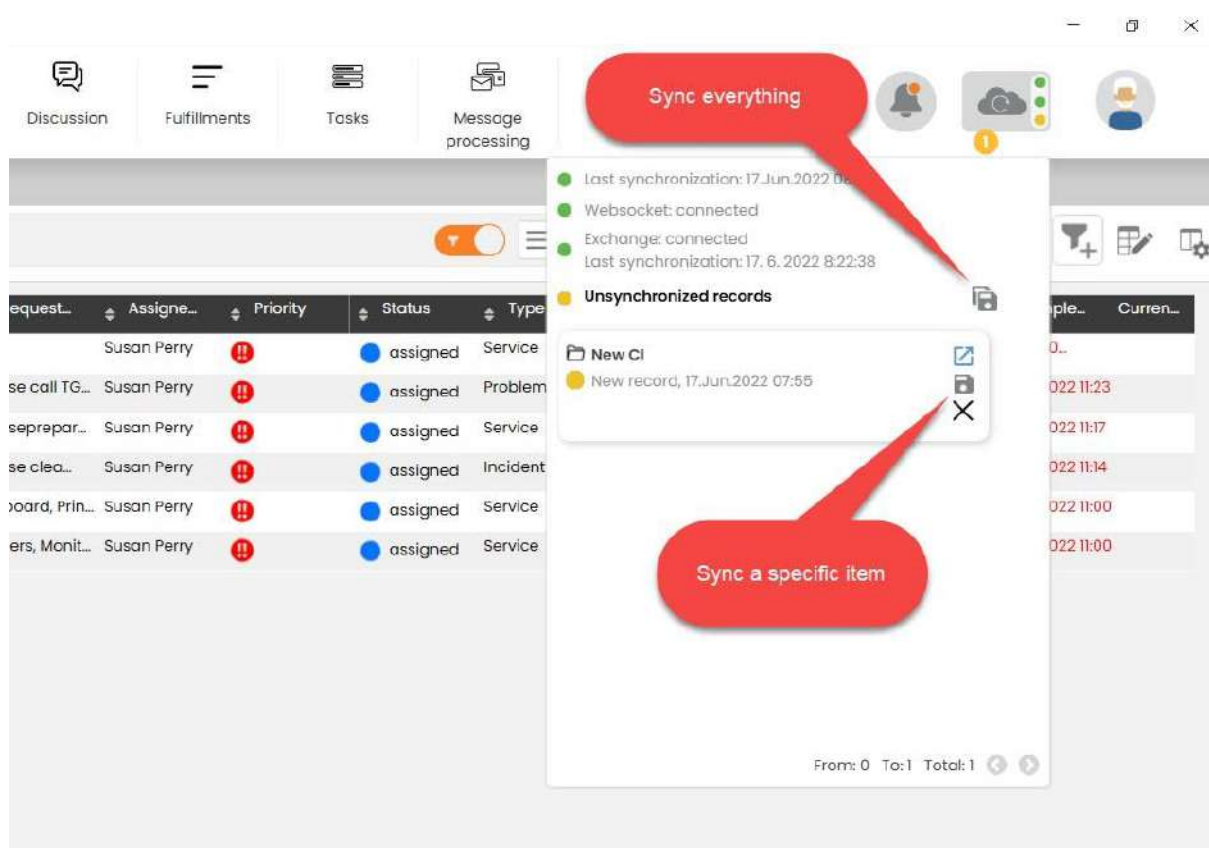 Discussion
Fulfillments
Tasks
Message
processing
Sync everything
1
Last synchronization: 17.Jun.2022
Websocket: connected
Exchange: connected
Last synchronization: 17. 6. 2022 8:22:38
Unsynchronized records
equest... Assigne... Priority Status Type ple... Curren...
New CI
New record, 17.Jun.2022 07:55
Susan Perry assigned Service 0...
se call TG... Susan Perry assigned Problem 022 11:23
seprepar... Susan Perry assigned Service 022 11:17
se clea... Susan Perry assigned Incident 022 11:14
board, Prin... Susan Perry assigned Service 022 11:00
ers, Monit... Susan Perry assigned Service 022 11:00
Sync a specific item
From: 0 To: 1 Total: 1